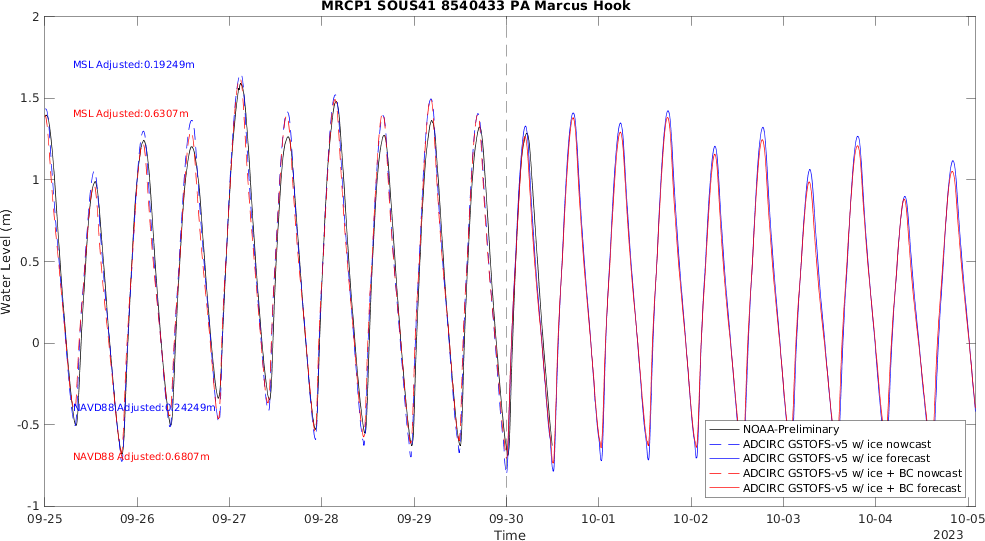 MRCP1 SOUS41 8540433 PA Marcus Hook
2
1.5
1
0.5
0
-0.5
-1
Water Level (m)
MSL Adjusted:0.19249m
MSL Adjusted:0.6307m
NAVD88 Adjusted:0.24249m
NAVD88 Adjusted:0.6807m
NOAA-Preliminary
ADCIRC GSTOFS-v5 w/ ice nowcast
ADCIRC GSTOFS-v5 w/ ice forecast
ADCIRC GSTOFS-v5 w/ ice + BC nowcast
ADCIRC GSTOFS-v5 w/ ice + BC forecast
09-25 09-26 09-27 09-28 09-29 09-30 10-01 10-02 10-03 10-04 10-05
Time
2023